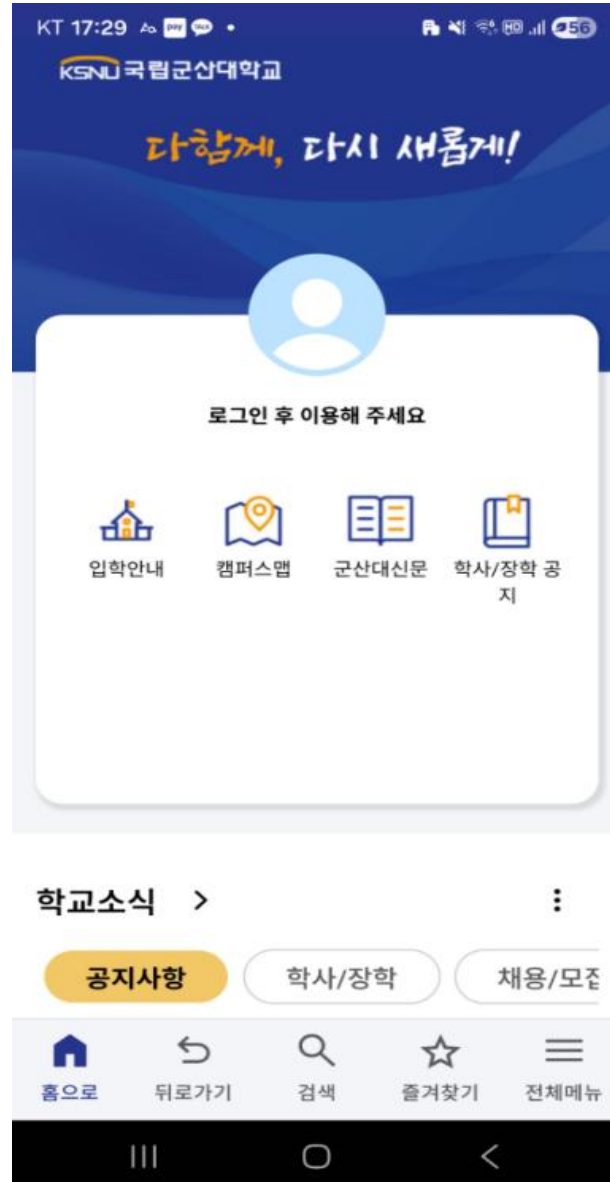 KT 17:29 pay TALK
HD 56
KSNU 국립군산대학교
다함께, 다시 새롭게!
로그인 후 이용해 주세요
입학안내 캠퍼스맵 군산대신문 학사/장학 공
지
학교소식 >
공지사항 학사/장학 채용/모집
홈으로 뒤로가기 검색 즐겨찾기 전체메뉴